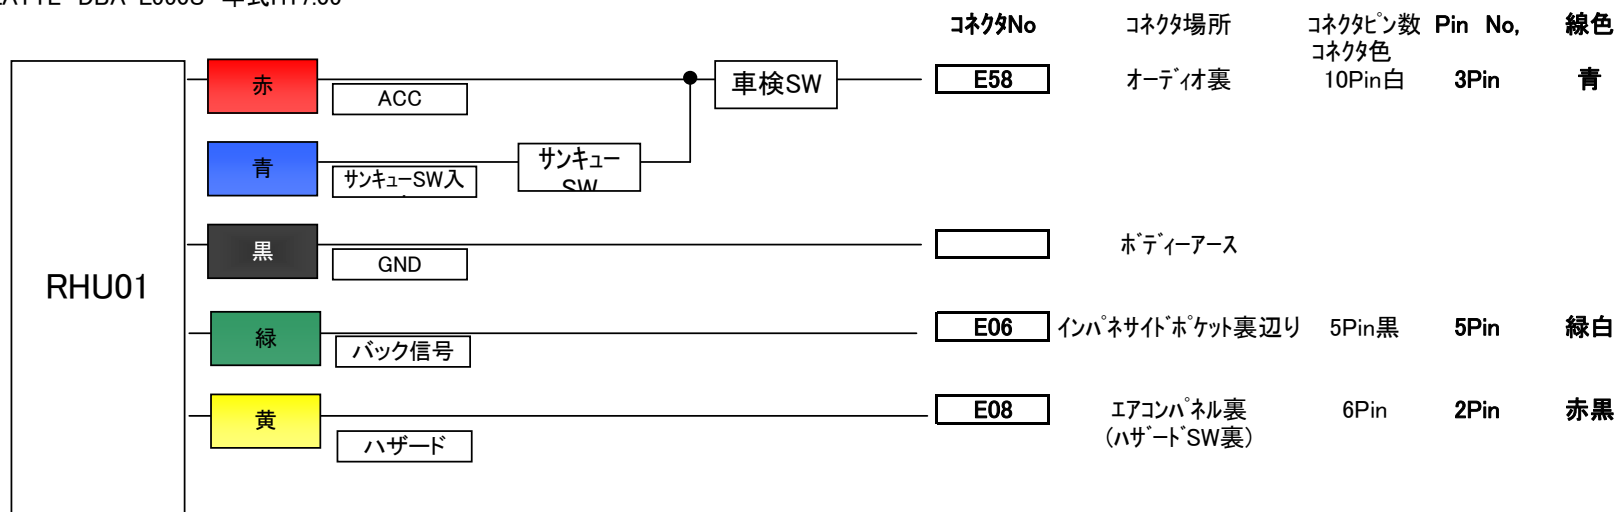 コネクタNo コネクタ場所 コネクタピン数 Pin No, 線色
コネクタ色
赤 ACC 車検SW E58 オーディオ裏 10Pin白 3Pin 青
青 サンキューSW入 サンキュー
SW
黒 GND ボディーアース
RHU01
緑 バック信号 E06 インパネサイドポケット裏辺り 5Pin黒 5Pin 緑白
黄 ハザード E08 エアコンパネル裏 6Pin 2Pin 赤黒
(ハザードSW裏)